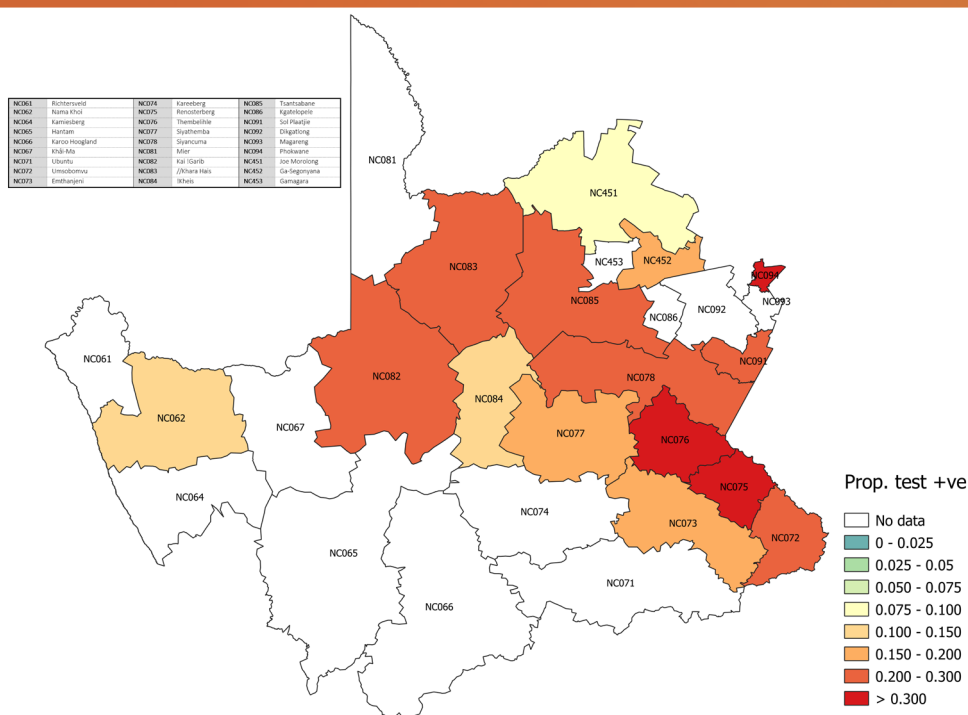 NC061 Richtersveld NC074 Kareeberg NC085 Tsantsabane
NC062 Nama Khoi NC075 Renosterberg NC086 Kgatelopele
NC064 Kamiesberg NC076 Thembelihle NC091 Sol Plaatjie
NC065 Hantam NC077 Siyathemba NC092 Dikgatlong
NC066 Karoo Hoogland NC078 Siyancuma NC093 Magareng
NC067 Khâi-Ma NC081 Mier NC094 Phokwane
NC071 Ubuntu NC082 Kai !Garib NC451 Joe Morolong
NC072 Umsobomvu NC083 //Khara Hais NC452 Ga-Segonyana
NC073 Emthanjeni NC084 !Kheis NC453 Gamagara
NC081
NC451
NC452
NC453
NC083
NC094
NC085
NC093
NC092
NC086
NC061
NC091
NC082
NC078
NC084
NC062
NC067
NC077
NC076
NC075
NC064
NC074
NC073
NC072
NC065
NC071
NC066
Prop. test +ve
No data
0 - 0.025
0.025 - 0.05
0.050 - 0.075
0.075 - 0.100
0.100 - 0.150
0.150 - 0.200
0.200 - 0.300
> 0.300